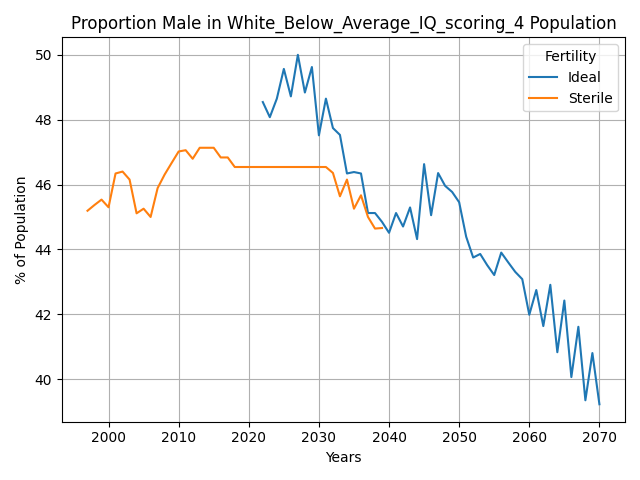 Proportion Male in White_Below_Average_IQ_scoring_4 Population
Fertility
Ideal
Sterile
% of Population
50
48
46
44
42
40
2000 2010 2020 2030 2040 2050 2060 2070
Years